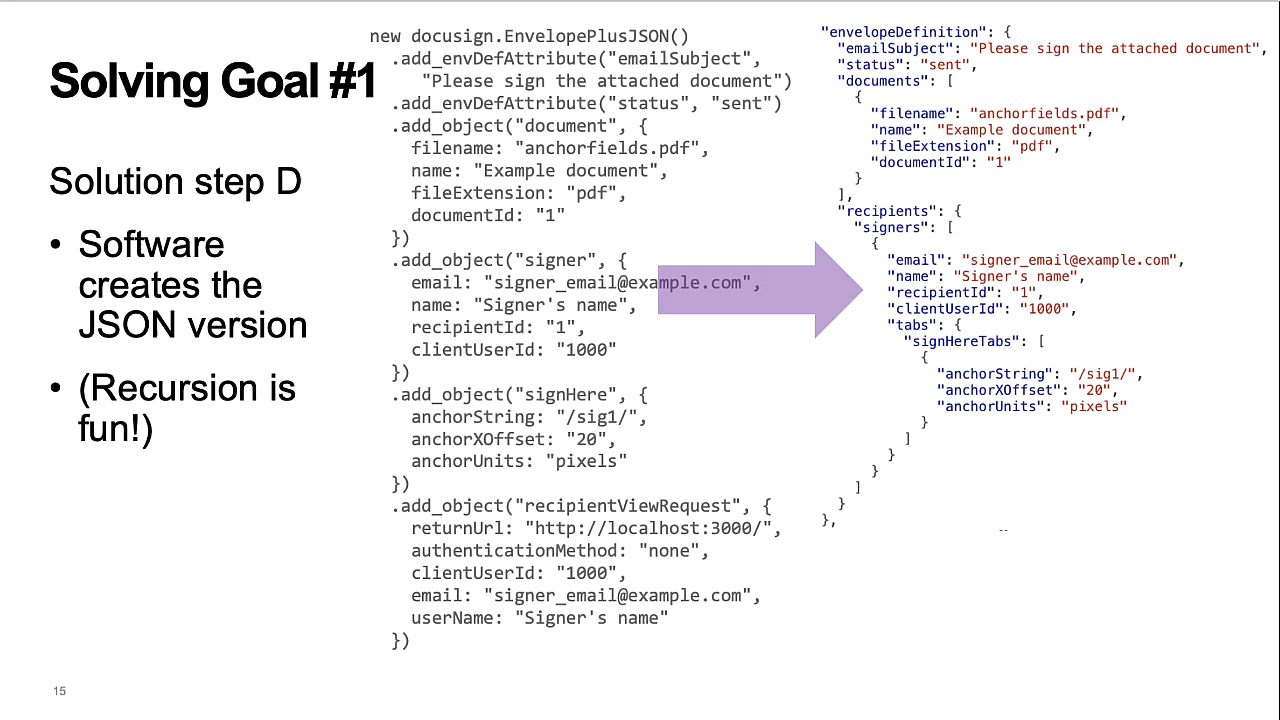 Solving Goal #1
Solution step D
• Software
creates the
JSON version
• (Recursion is
fun!)
new docusign.EnvelopePlusJSON()
  .add_envDefAttribute("emailSubject",
     "Please sign the attached document")
  .add_envDefAttribute("status", "sent")
  .add_object("document", {
    filename: "anchorfields.pdf",
    name: "Example document",
    fileExtension: "pdf",
    documentId: "1"
  })
  .add_object("signer", {
    email: "signer_email@example.com",
    name: "Signer's name",
    recipientId: "1",
    clientUserId: "1000"
  })
  .add_object("signHere", {
    anchorString: "/sig1/",
    anchorXOffset: "20",
    anchorUnits: "pixels"
  })
  .add_object("recipientViewRequest", {
    returnUrl: "http://localhost:3000/",
    authenticationMethod: "none",
    clientUserId: "1000",
    email: "signer_email@example.com",
    userName: "Signer's name"
  })
"envelopeDefinition": {
  "emailSubject": "Please sign the attached document",
  "status": "sent",
  "documents": [
    {
      "filename": "anchorfields.pdf",
      "name": "Example document",
      "fileExtension": "pdf",
      "documentId": "1"
    }
  ],
  "recipients": {
    "signers": [
      {
        "email": "signer_email@example.com",
        "name": "Signer's name",
        "recipientId": "1",
        "clientUserId": "1000",
        "tabs": {
          "signHereTabs": [
            {
              "anchorString": "/sig1/",
              "anchorXOffset": "20",
              "anchorUnits": "pixels"
            }
          ]
        }
      }
    ]
  }
},
15